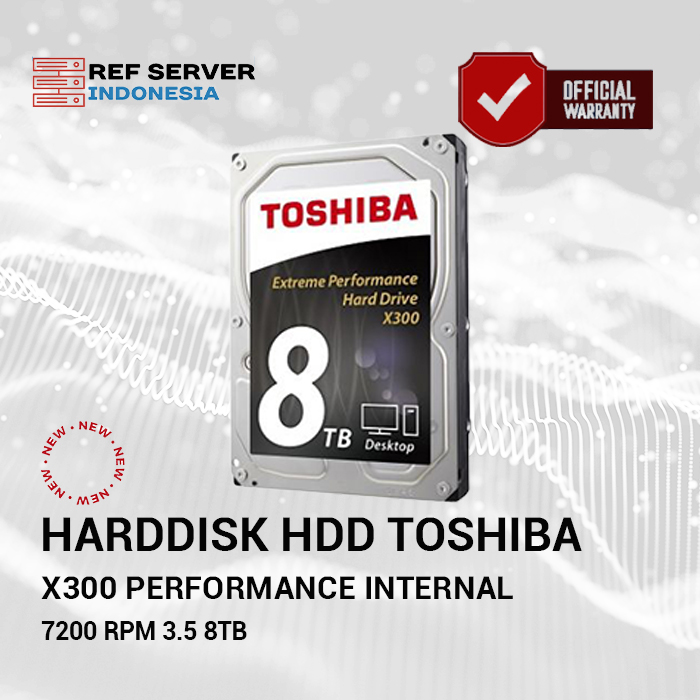 REF SERVER
INDONESIA
OFFICIAL
WARRANTY
TOSHIBA
Extreme Performance
Hard Drive
X300
8 TB
Desktop
NEW • NEW • NEW • NEW • NEW •
HARDDISK HDD TOSHIBA
X300 PERFORMANCE INTERNAL
7200 RPM 3.5 8TB